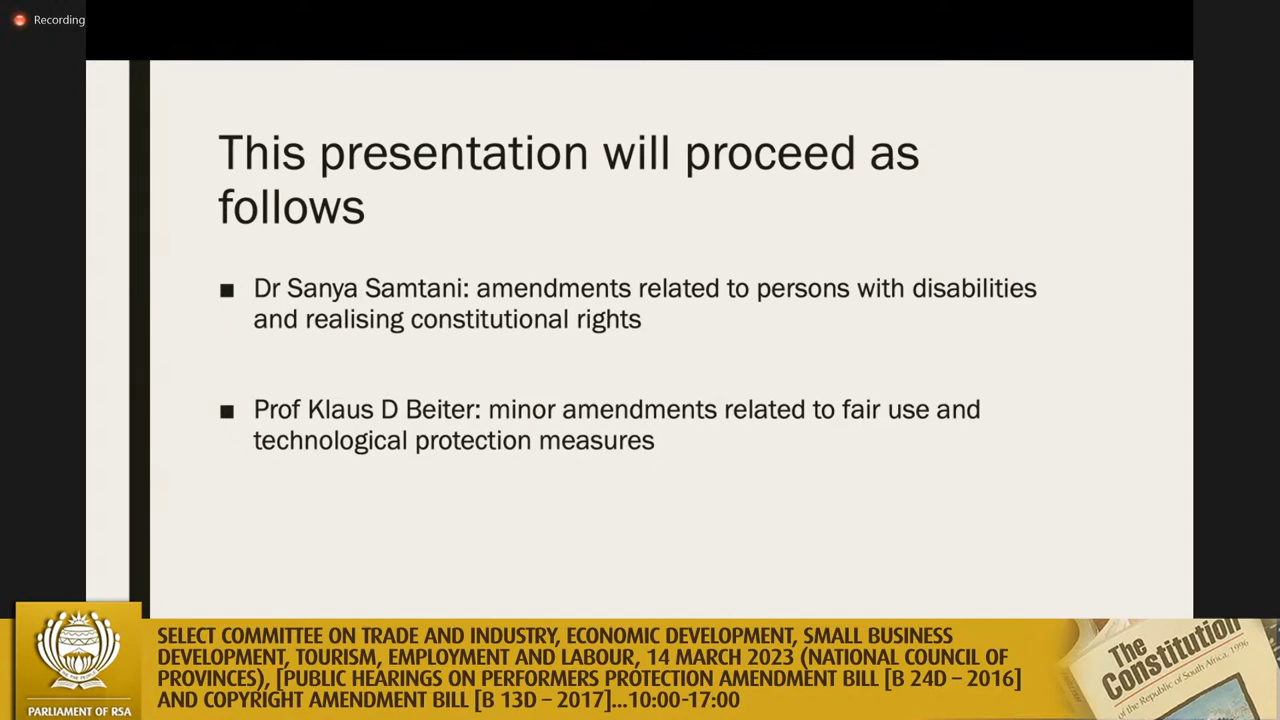 Recording
This presentation will proceed as
follows
■ Dr Sanya Samtani: amendments related to persons with disabilities
and realising constitutional rights
■ Prof Klaus D Beiter: minor amendments related to fair use and
technological protection measures
SELECT COMMITTEE ON TRADE AND INDUSTRY, ECONOMIC DEVELOPMENT, SMALL BUSINESS
DEVELOPMENT, TOURISM, EMPLOYMENT AND LABOUR, 14 MARCH 2023 (NATIONAL COUNCIL OF
PROVINCES), [PUBLIC HEARINGS ON PERFORMERS PROTECTION AMENDMENT BILL [B 24D – 2016]
AND COPYRIGHT AMENDMENT BILL [B 13D – 2017]...10:00-17:00
PARLIAMENT OF RSA
The
Constitution
of the Republic of South Africa, 1996